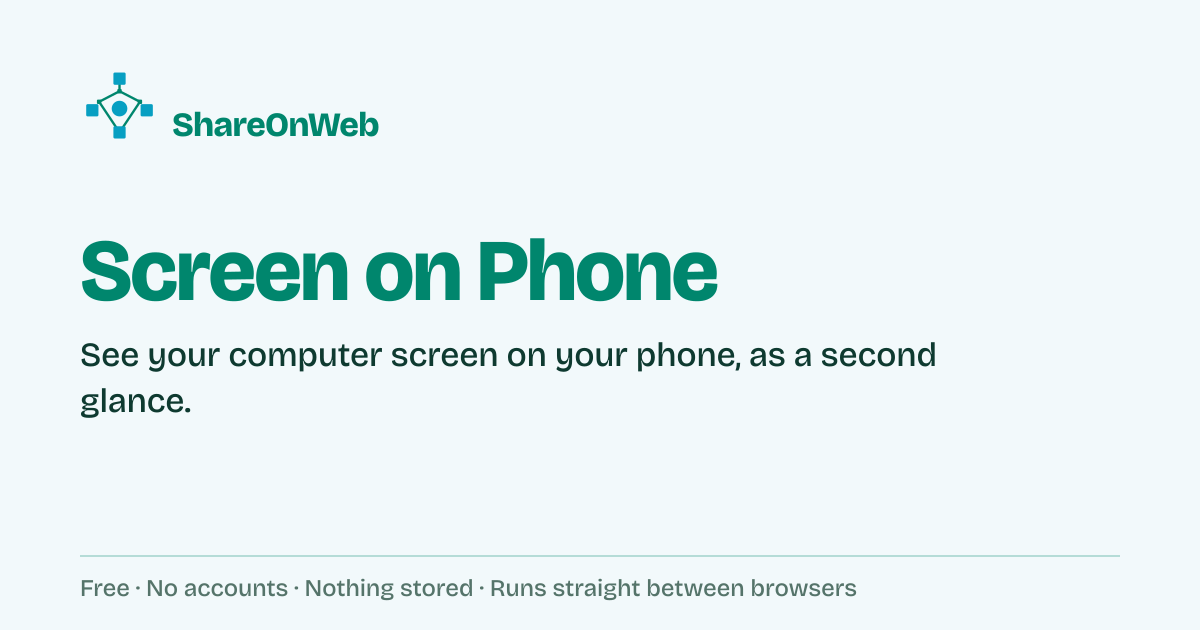 ShareOnWeb
Screen on Phone
See your computer screen on your phone, as a second
glance.
Free · No accounts · Nothing stored · Runs straight between browsers